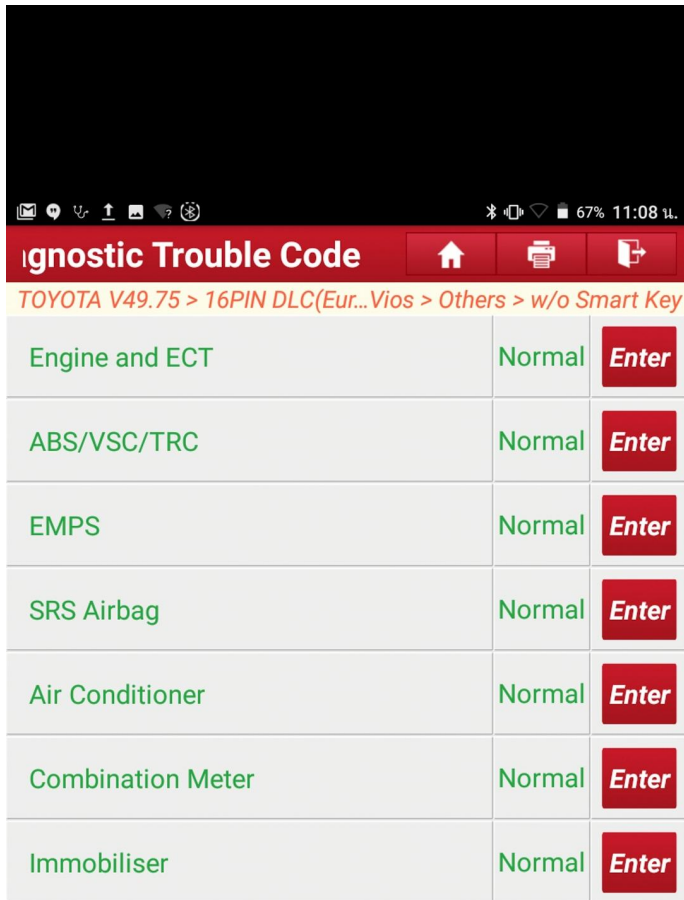 67% 11:08 น.
ignostic Trouble Code
TOYOTA V49.75 > 16PIN DLC(Eur...Vios > Others > w/o Smart Key
Engine and ECT Normal Enter
ABS/VSC/TRC Normal Enter
EMPS Normal Enter
SRS Airbag Normal Enter
Air Conditioner Normal Enter
Combination Meter Normal Enter
Immobiliser Normal Enter